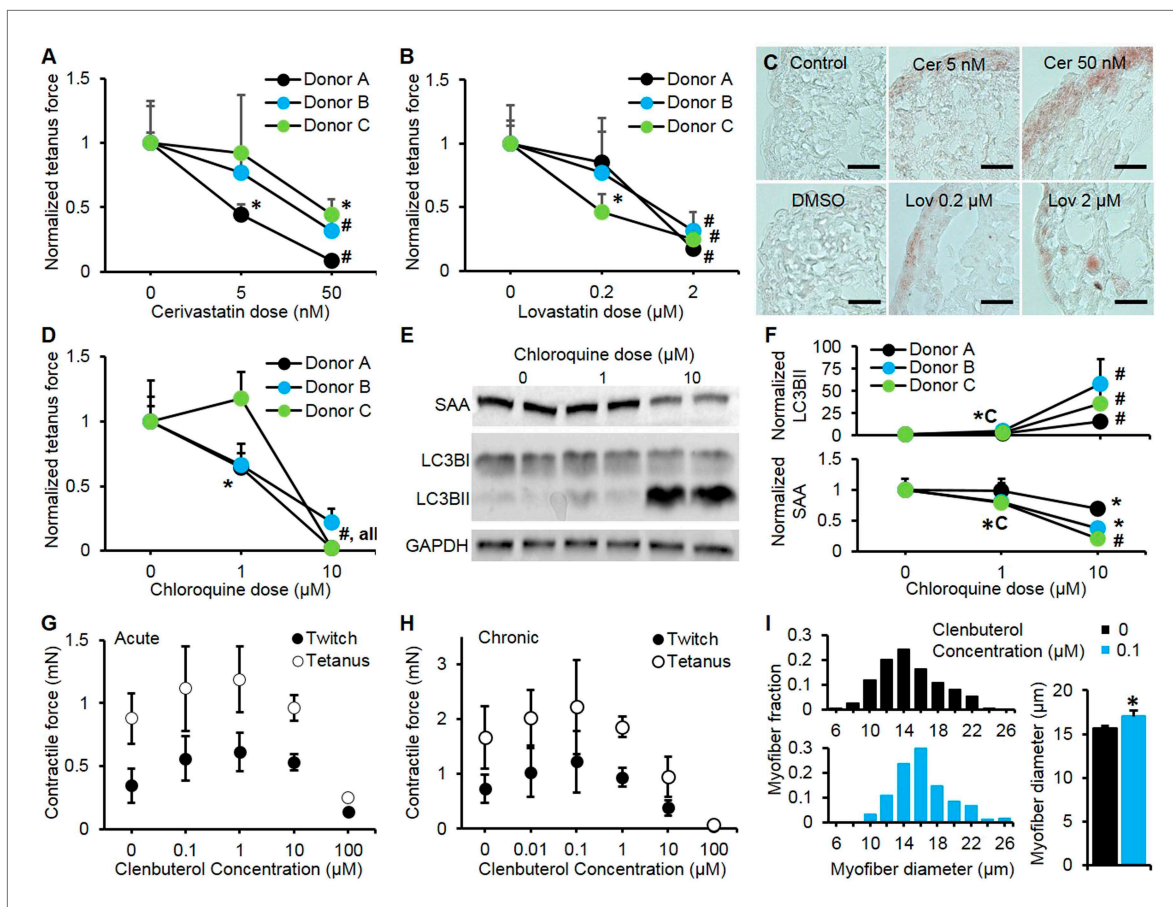 A
Normalized tetanus force
1.5
1
0.5
0
Donor A
Donor B
Donor C
*
*
#
#
0
5
50
Cerivastatin dose (nM)
B
Normalized tetanus force
1.5
1
0.5
0
Donor A
Donor B
Donor C
*
#
#
#
0
0.2
2
Lovastatin dose (µM)
C
Control
Cer 5 nM
Cer 50 nM
DMSO
Lov 0.2 µM
Lov 2 µM
D
Normalized tetanus force
1.5
1
0.5
0
Donor A
Donor B
Donor C
*
#, all
0
1
10
Chloroquine dose (µM)
E
Chloroquine dose (µM)
0
1
10
SAA
LC3BI
LC3BII
GAPDH
F
Normalized
LC3BII
100
75
50
25
0
Donor A
Donor B
Donor C
*C
#
#
#
Normalized
SAA
1.5
1
0.5
0
*C
*
*
#
0
1
10
Chloroquine dose (µM)
G
Acute
Twitch
Tetanus
Contractile force (mN)
1.5
1
0.5
0
0
0.1
1
10
100
Clenbuterol Concentration (µM)
H
Chronic
Twitch
Tetanus
Contractile force (mN)
3
2
1
0
0
0.01
0.1
1
10
100
Clenbuterol Concentration (µM)
I
Clenbuterol
Concentration (µM)
0
0.1
Myofiber fraction
0.3
0.2
0.1
0
6
10
14
18
22
26
0.3
0.2
0.1
0
6
10
14
18
22
26
Myofiber diameter (µm)
Myofiber diameter (µm)
20
15
10
5
0
*